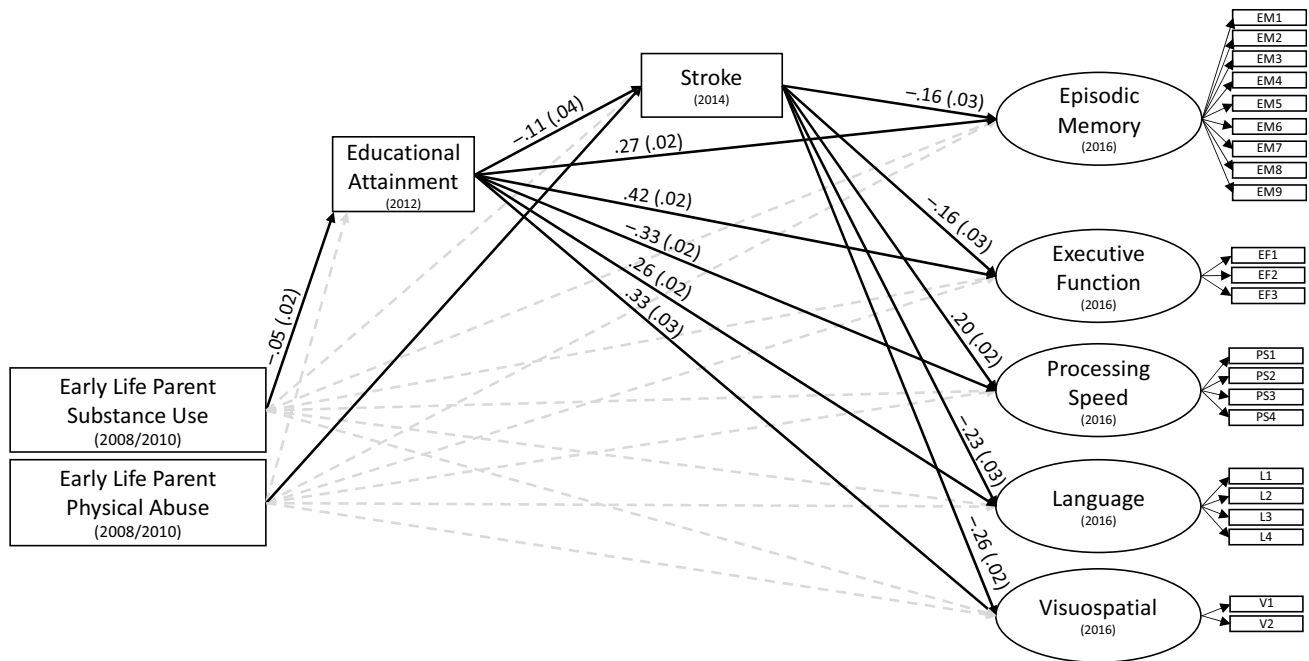 Stroke
(2014)
Educational
Attainment
(2012)
Early Life Parent
Substance Use
(2008/2010)
Early Life Parent
Physical Abuse
(2008/2010)
−.05 (.02)
−.11 (.04)
−.16 (.03)
.27 (.02)
.42 (.02)
−.33 (.02)
.26 (.02)
.33 (.03)
−.16 (.03)
.20 (.02)
−.23 (.03)
−.26 (.02)
Episodic
Memory
(2016)
Executive
Function
(2016)
Processing
Speed
(2016)
Language
(2016)
Visuospatial
(2016)
EM1
EM2
EM3
EM4
EM5
EM6
EM7
EM8
EM9
EF1
EF2
EF3
PS1
PS2
PS3
PS4
L1
L2
L3
L4
V1
V2